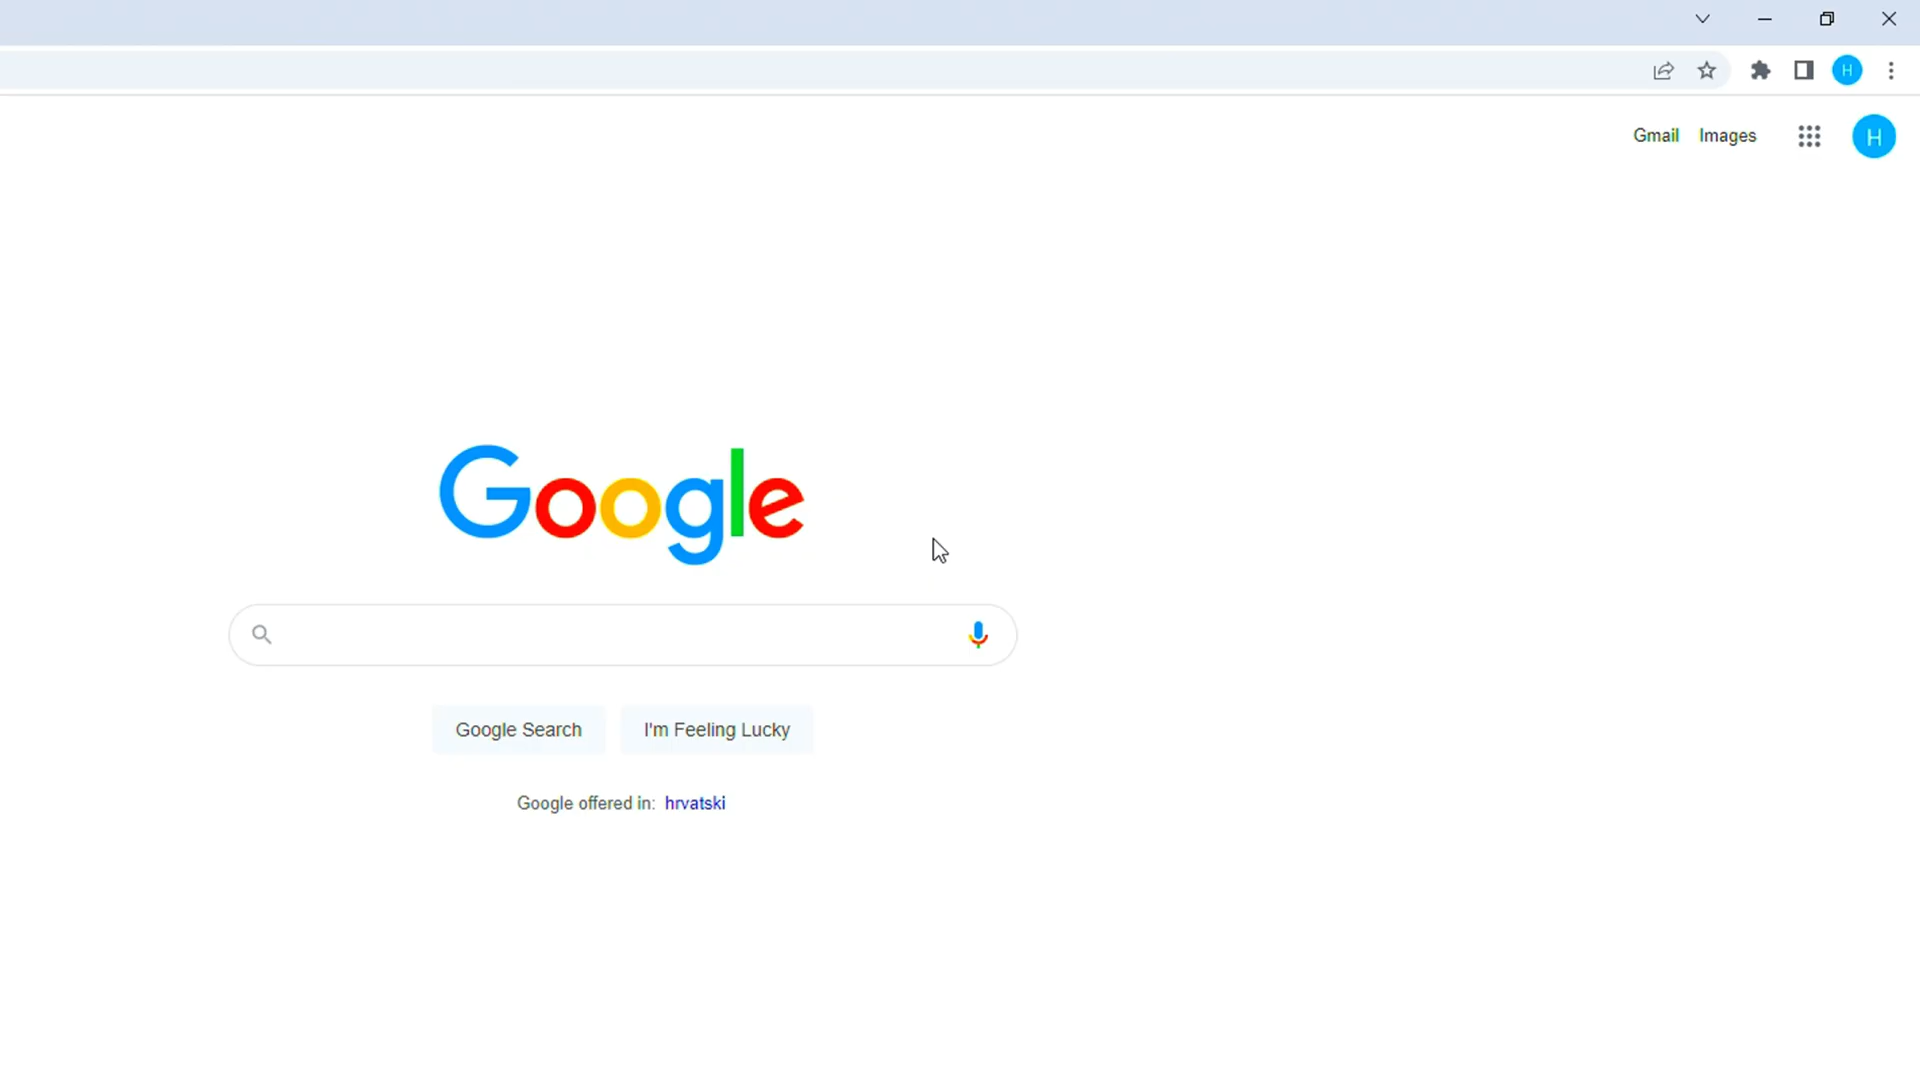 H
Gmail Images H
Google
Google Search I'm Feeling Lucky
Google offered in: hrvatski